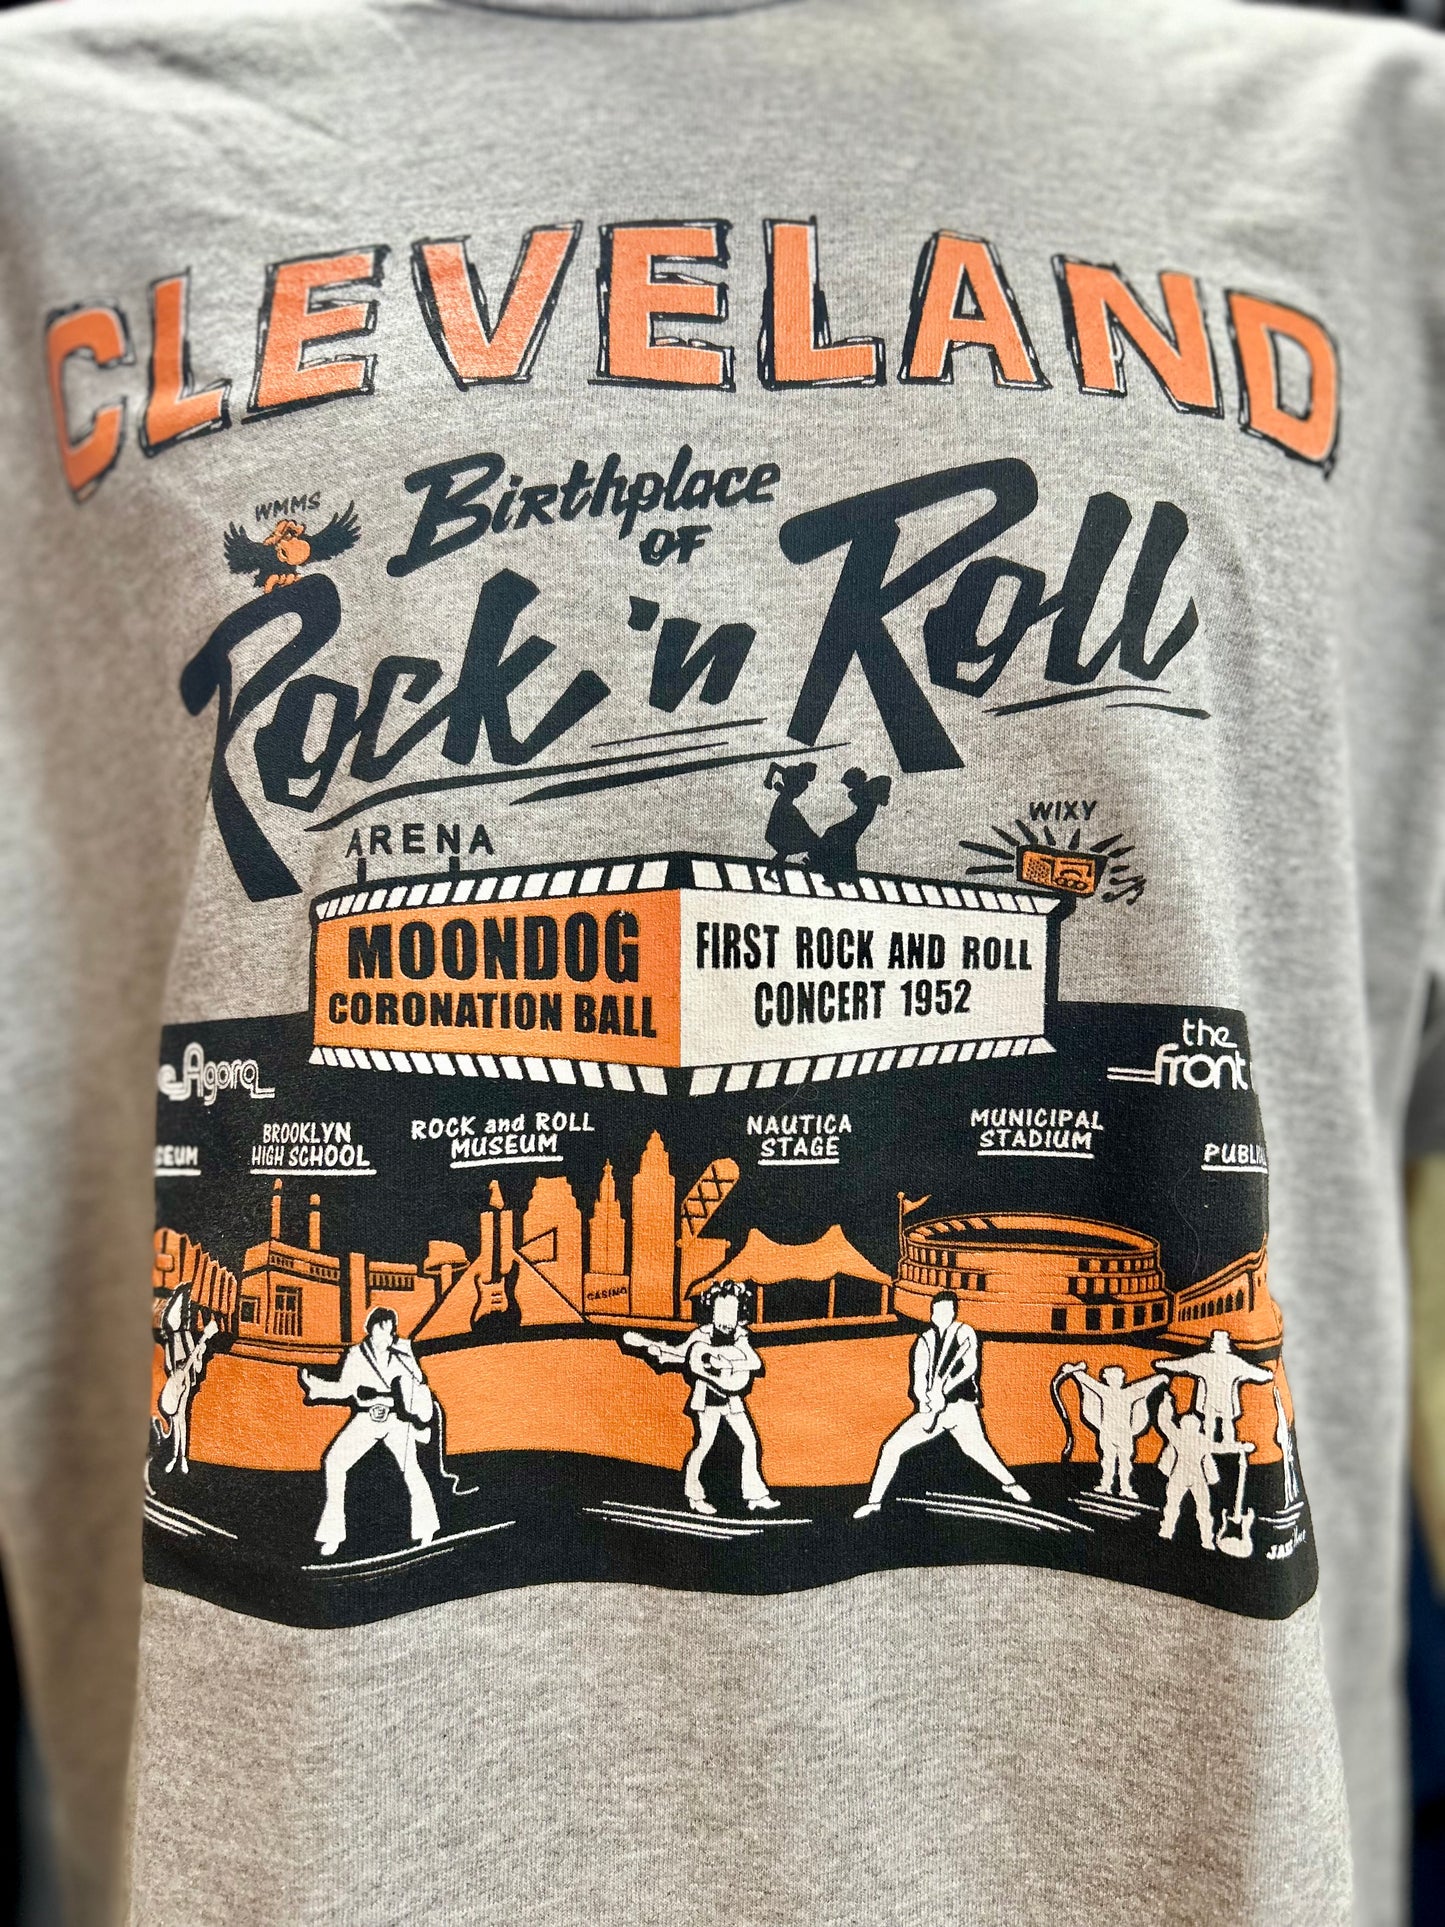 CLEVELAND
WMMS
Birthplace
OF
Rock 'n Roll
ARENA
WIXY
MOONDOG
CORONATION BALL
FIRST ROCK AND ROLL
CONCERT 1952
Agora
the
front
BROOKLYN
HIGH SCHOOL
ROCK and ROLL
MUSEUM
NAUTICA
STAGE
MUNICIPAL
STADIUM
CASINO